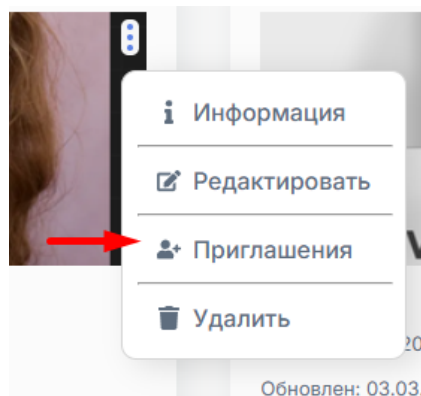 Информация
Редактировать
Приглашения
Удалить
Обновлен: 03.03.